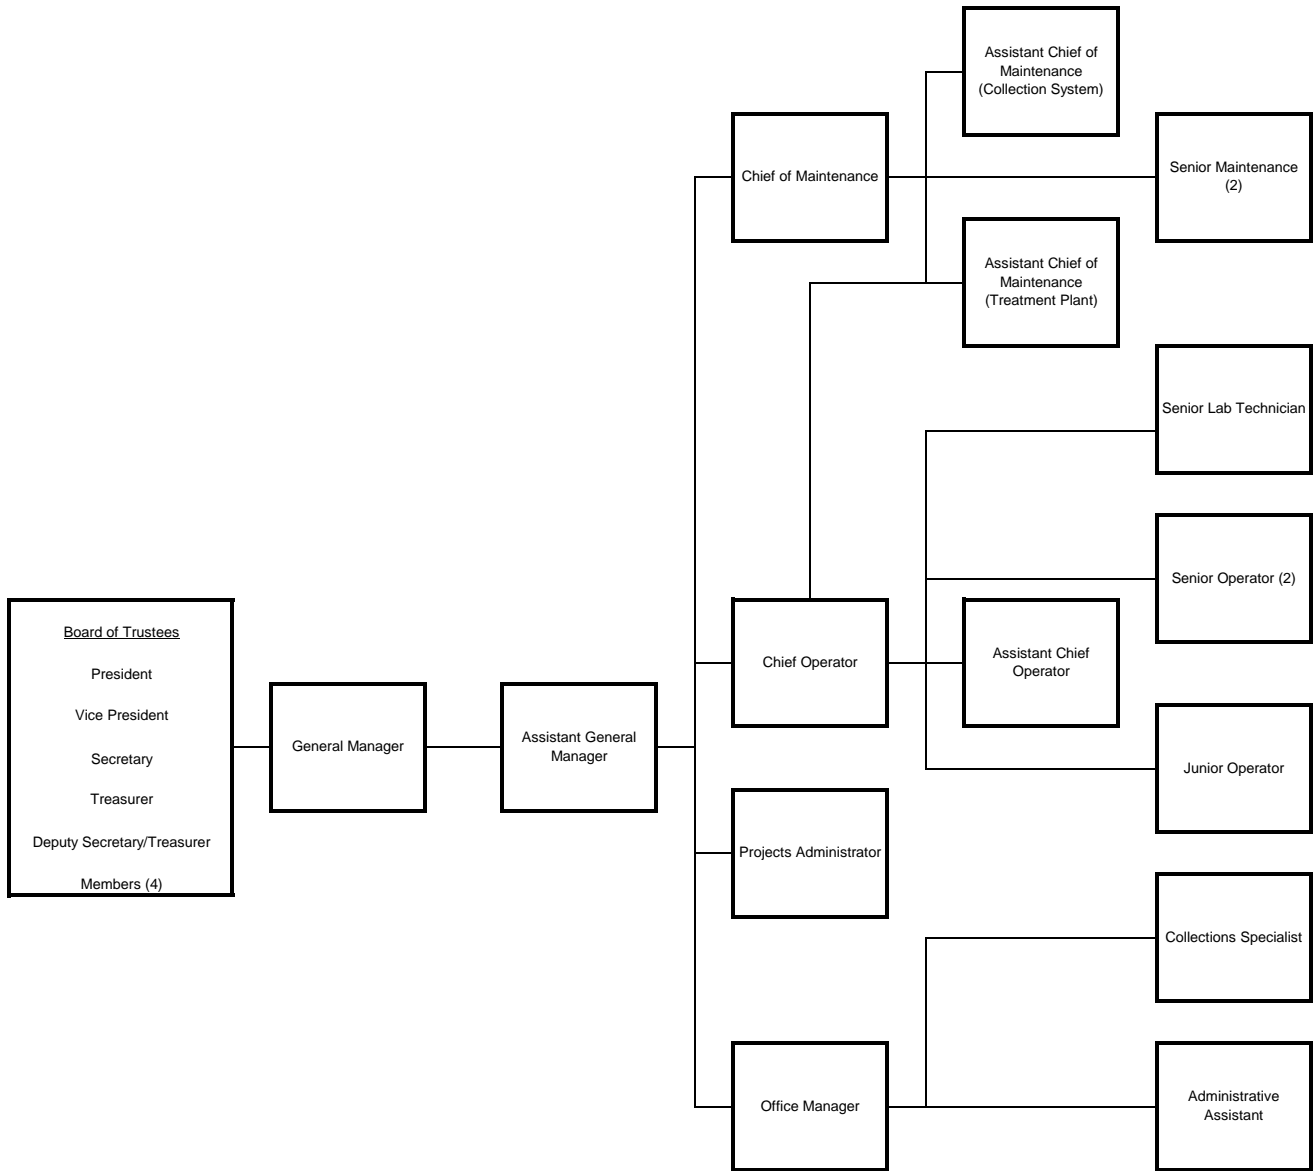 Assistant Chief of
Maintenance
(Collection System)
Chief of Maintenance
Senior Maintenance
(2)
Assistant Chief of
Maintenance
(Treatment Plant)
Senior Lab Technician
Senior Operator (2)
Board of Trustees
President
Vice President
Secretary
Treasurer
Deputy Secretary/Treasurer
Members (4)
General Manager
Assistant General
Manager
Chief Operator
Assistant Chief
Operator
Junior Operator
Projects Administrator
Collections Specialist
Office Manager
Administrative
Assistant